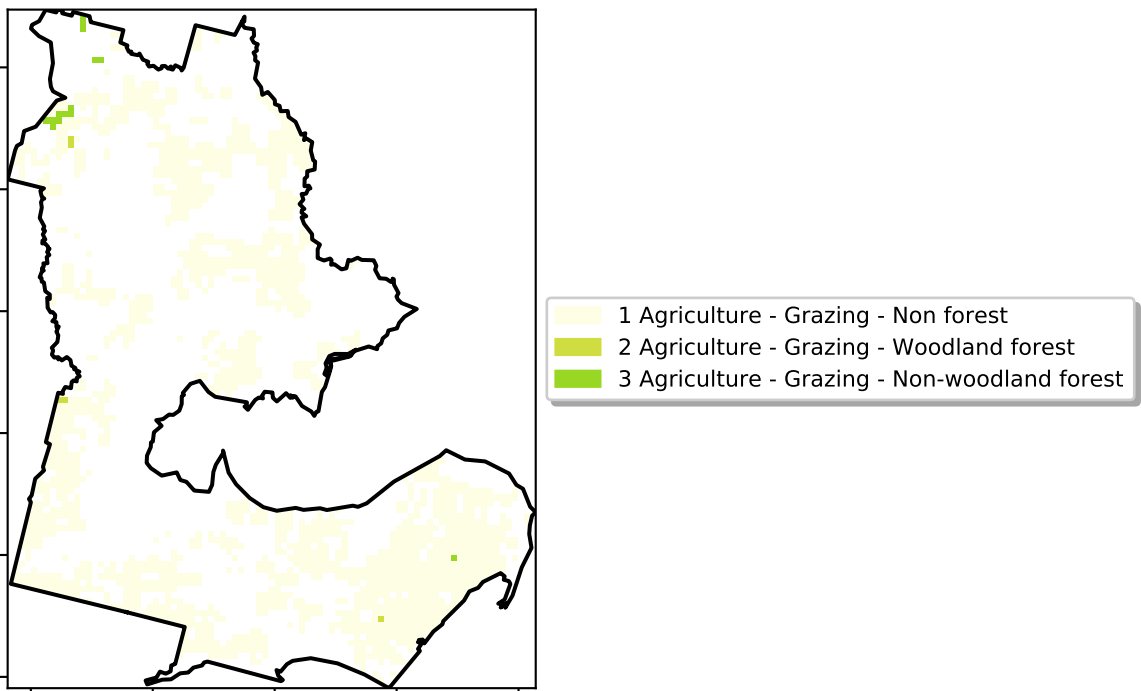 1 Agriculture - Grazing - Non forest
2 Agriculture - Grazing - Woodland forest
3 Agriculture - Grazing - Non-woodland forest